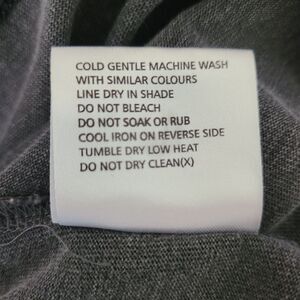 COLD GENTLE MACHINE WASH
WITH SIMILAR COLOURS
LINE DRY IN SHADE
DO NOT BLEACH
DO NOT SOAK OR RUB
COOL IRON ON REVERSE SIDE
TUMBLE DRY LOW HEAT
DO NOT DRY CLEAN(X)